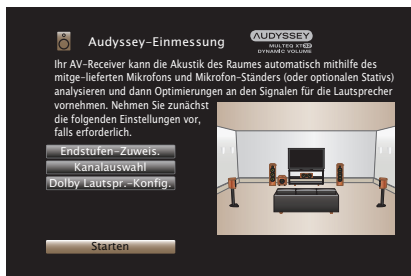 Audyssey-Einmessung
AUDYSSEY
MULTEQ XT32
DYNAMIC VOLUME
Ihr AV-Receiver kann die Akustik des Raumes automatisch mithilfe des
mitge-lieferten Mikrofons und Mikrofon-Ständers (oder optionalen Stativs)
analysieren und dann Optimierungen an den Signalen für die Lautsprecher
vornehmen. Nehmen Sie zunächst
die folgenden Einstellungen vor,
falls erforderlich.
Endstufen-Zuweis.
Kanalauswahl
Dolby Lautspr.-Konfig.
Starten